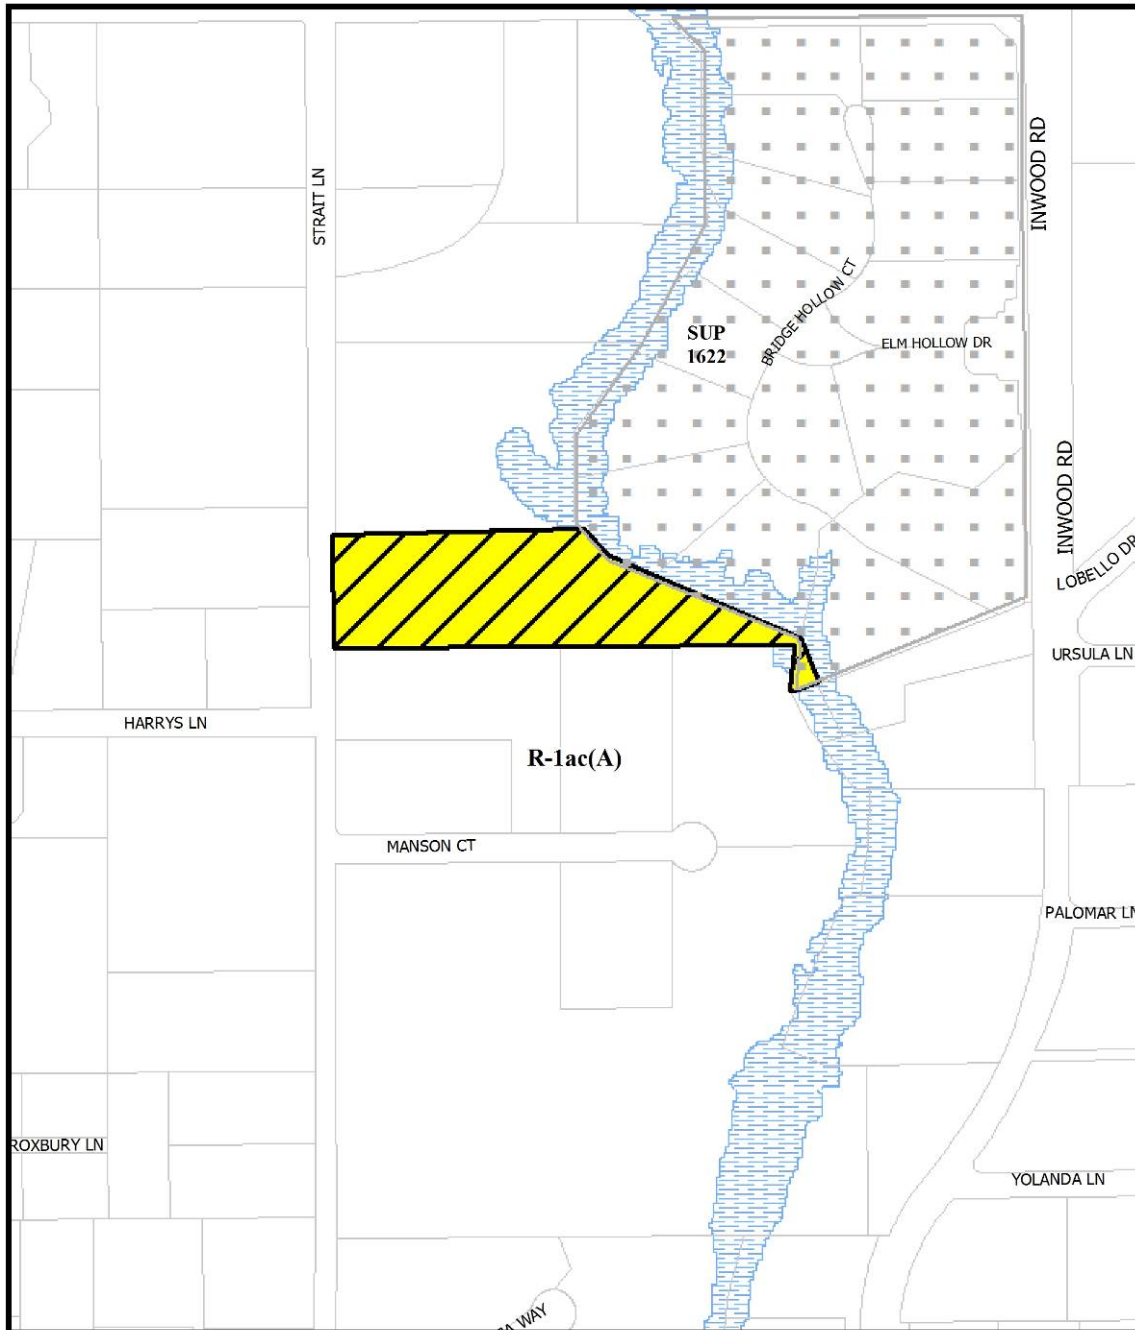 INWOOD RD
STRAIT LN
BRIDGE HOLLOW CT
SUP
1622
ELM HOLLOW DR
INWOOD RD
LOBELLO DR
URSULA LN
HARRYS LN
R-1ac(A)
MANSON CT
PALOMAR LN
ROXBURY LN
YOLANDA LN
WAY